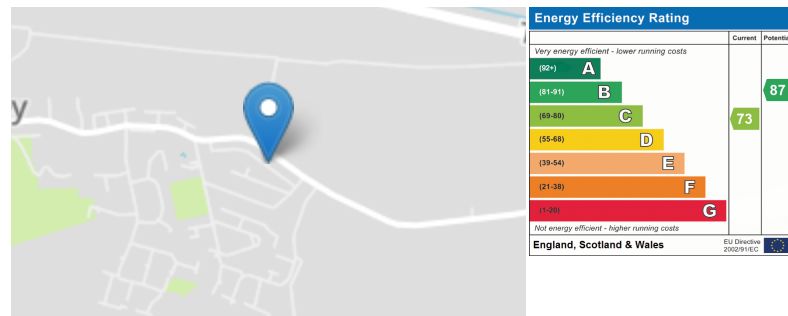 y
Energy Efficiency Rating
Current Potentia
Very energy efficient - lower running costs
(92+) A
(81-91) B 87
(69-80) C 73
(55-68) D
(39-54) E
(21-38) F
(1-20) G
Not energy efficient - higher running costs
England, Scotland & Wales
EU Directive
2002/91/EC